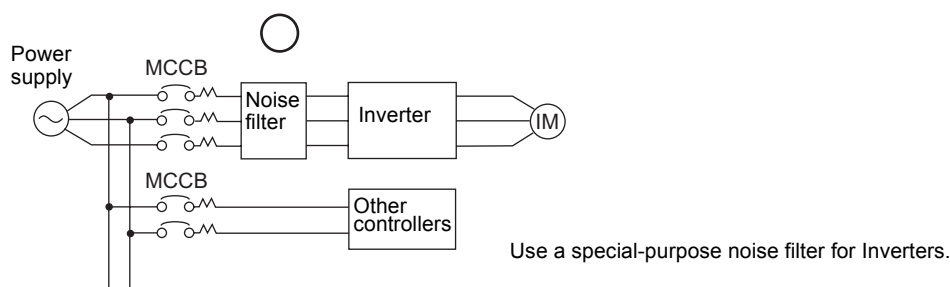 Power
supply
MCCB
Noise
filter
Inverter
IM
MCCB
Other
controllers
Use a special-purpose noise filter for Inverters.